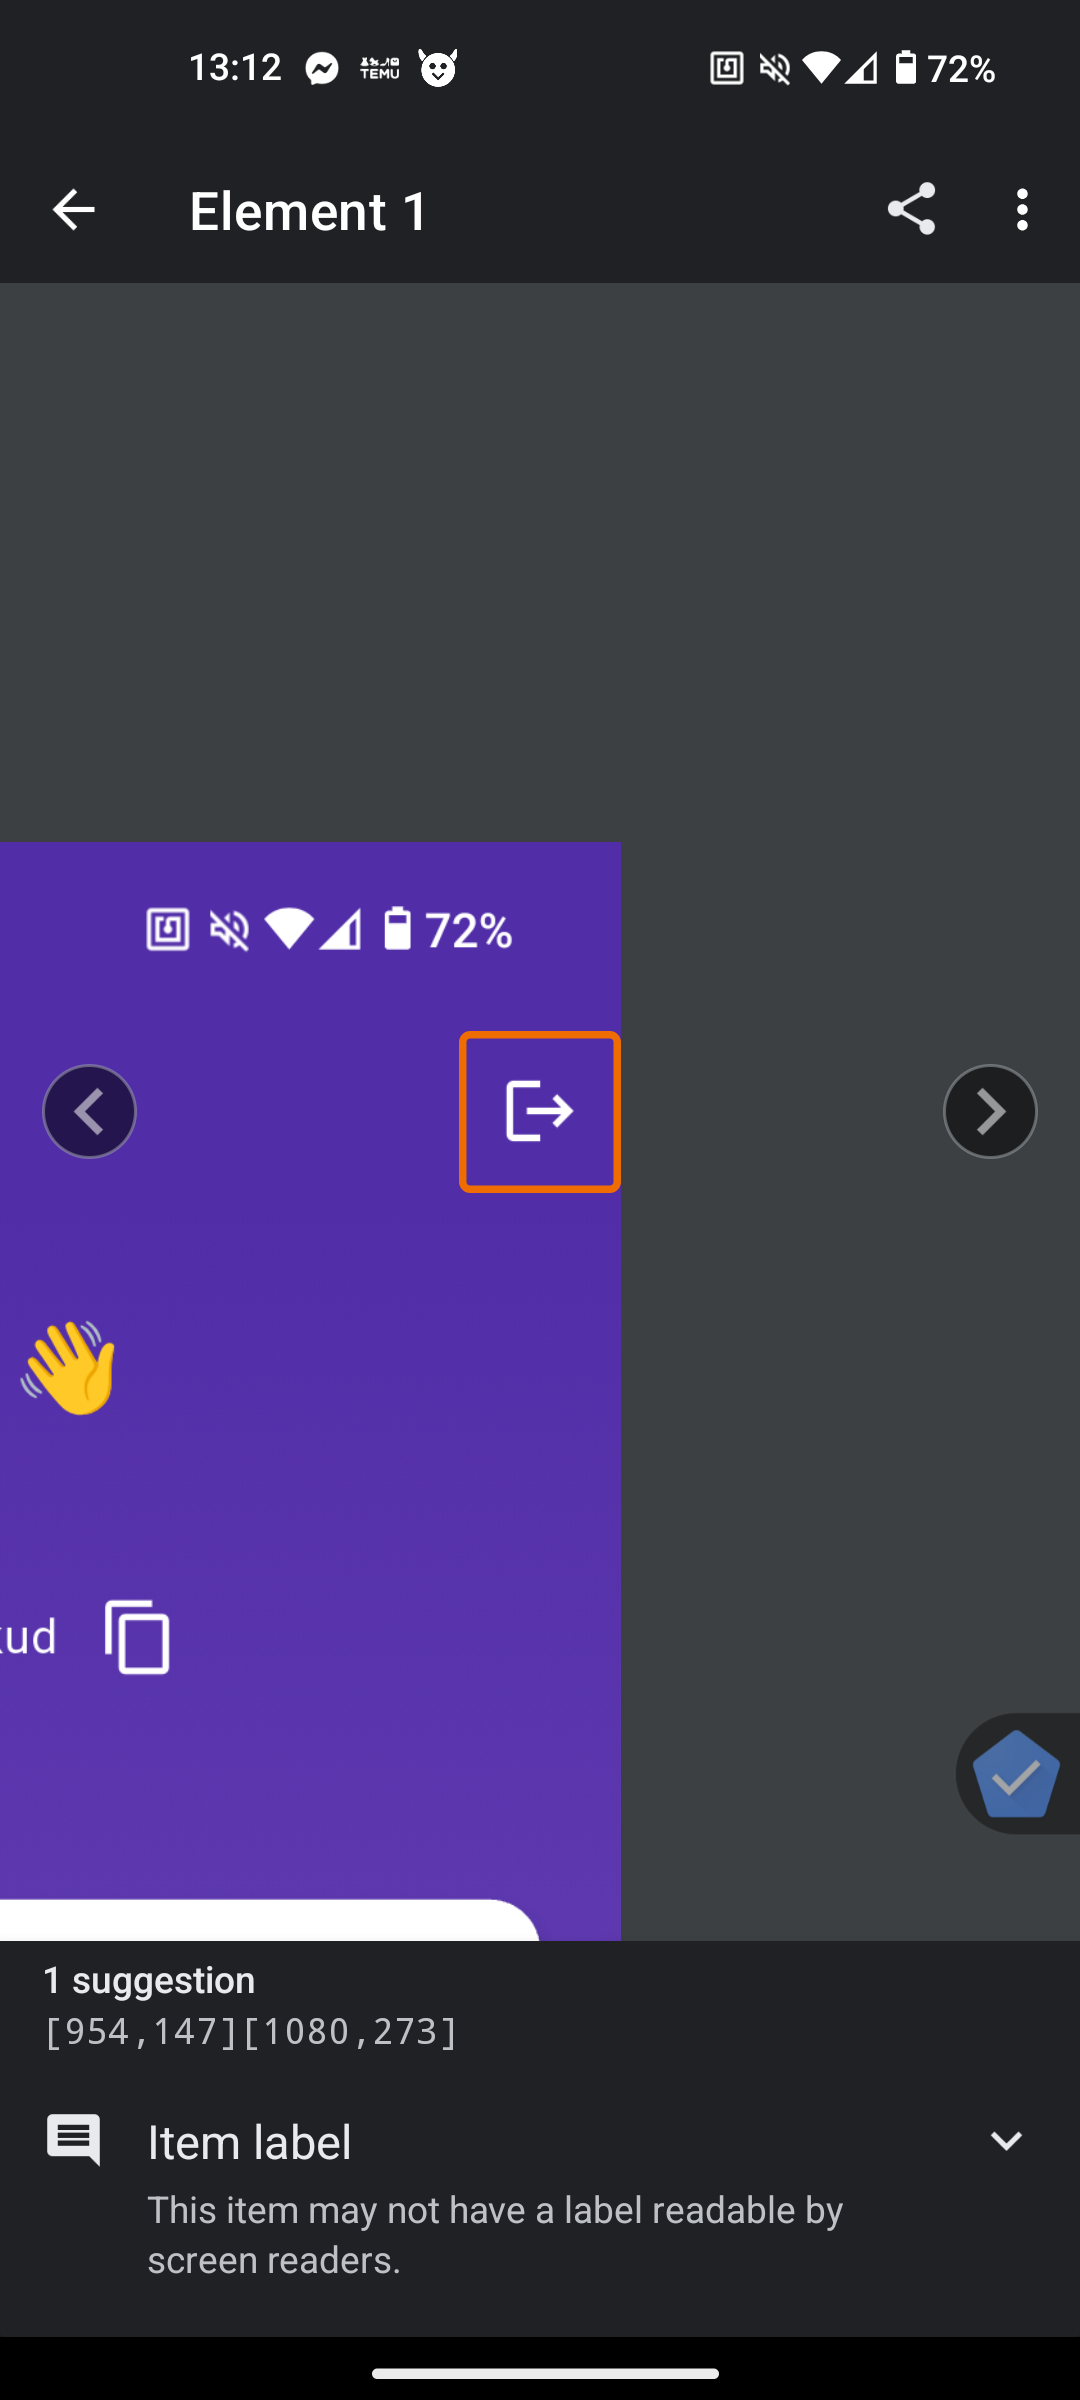 13:12 TEMU 72%
Element 1
72%
kud
1 suggestion
[954,147][1080,273]
Item label
This item may not have a label readable by
screen readers.